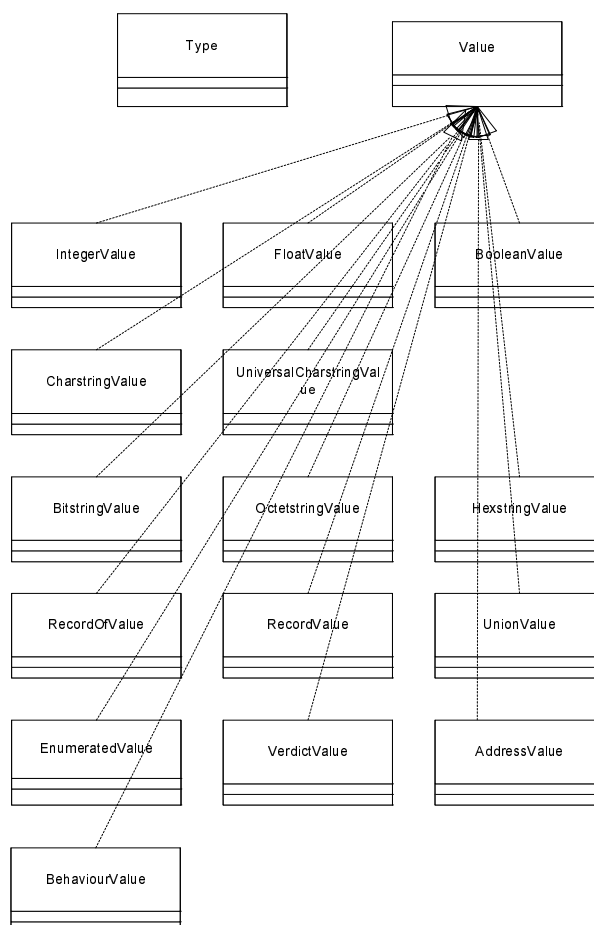 Type
Value
IntegerValue
FloatValue
BooleanValue
CharstringValue
UniversalCharstringVal
ue
BitstringValue
OctetstringValue
HexstringValue
RecordOfValue
RecordValue
UnionValue
EnumeratedValue
VerdictValue
AddressValue
BehaviourValue